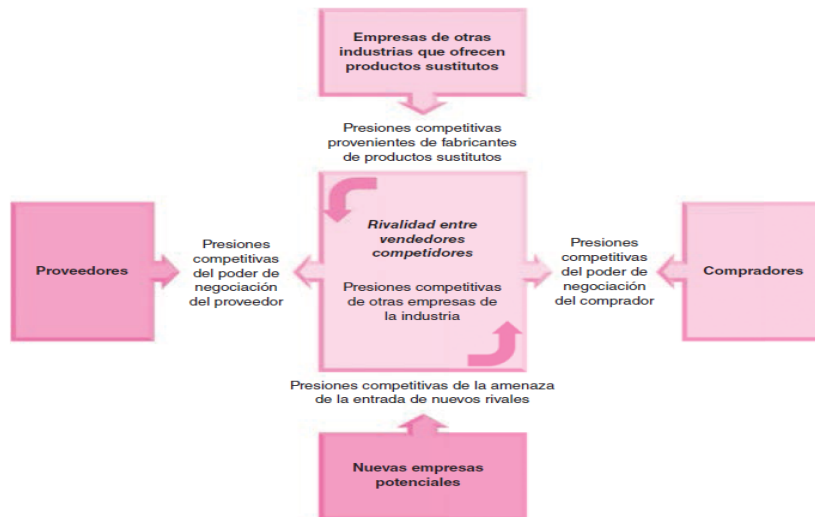 Empresas de otras
industrias que ofrecen
productos sustitutos
Presiones competitivas
provenientes de fabricantes
de productos sustitutos
Proveedores
Presiones
competitivas
del poder de
negociación
del proveedor
Rivalidad entre
vendedores
competidores
Presiones competitivas
de otras empresas de
la industria
Presiones
competitivas
del poder de
negociación
del comprador
Compradores
Presiones competitivas de la amenaza
de la entrada de nuevos rivales
Nuevas empresas
potenciales